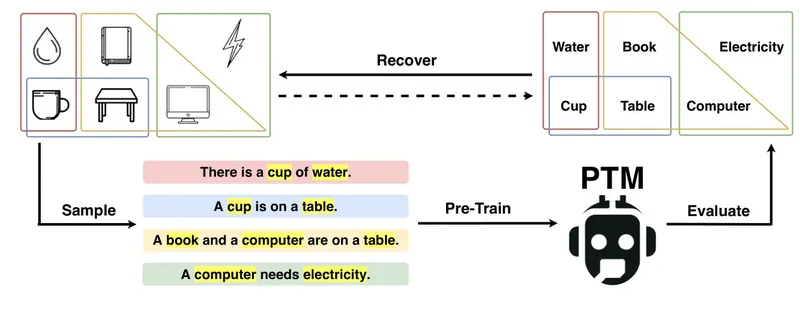 Recover
Water
Book
Electricity
Cup
Table
Computer
Sample
There is a cup of water.
A cup is on a table.
A book and a computer are on a table.
A computer needs electricity.
Pre-Train
PTM
Evaluate